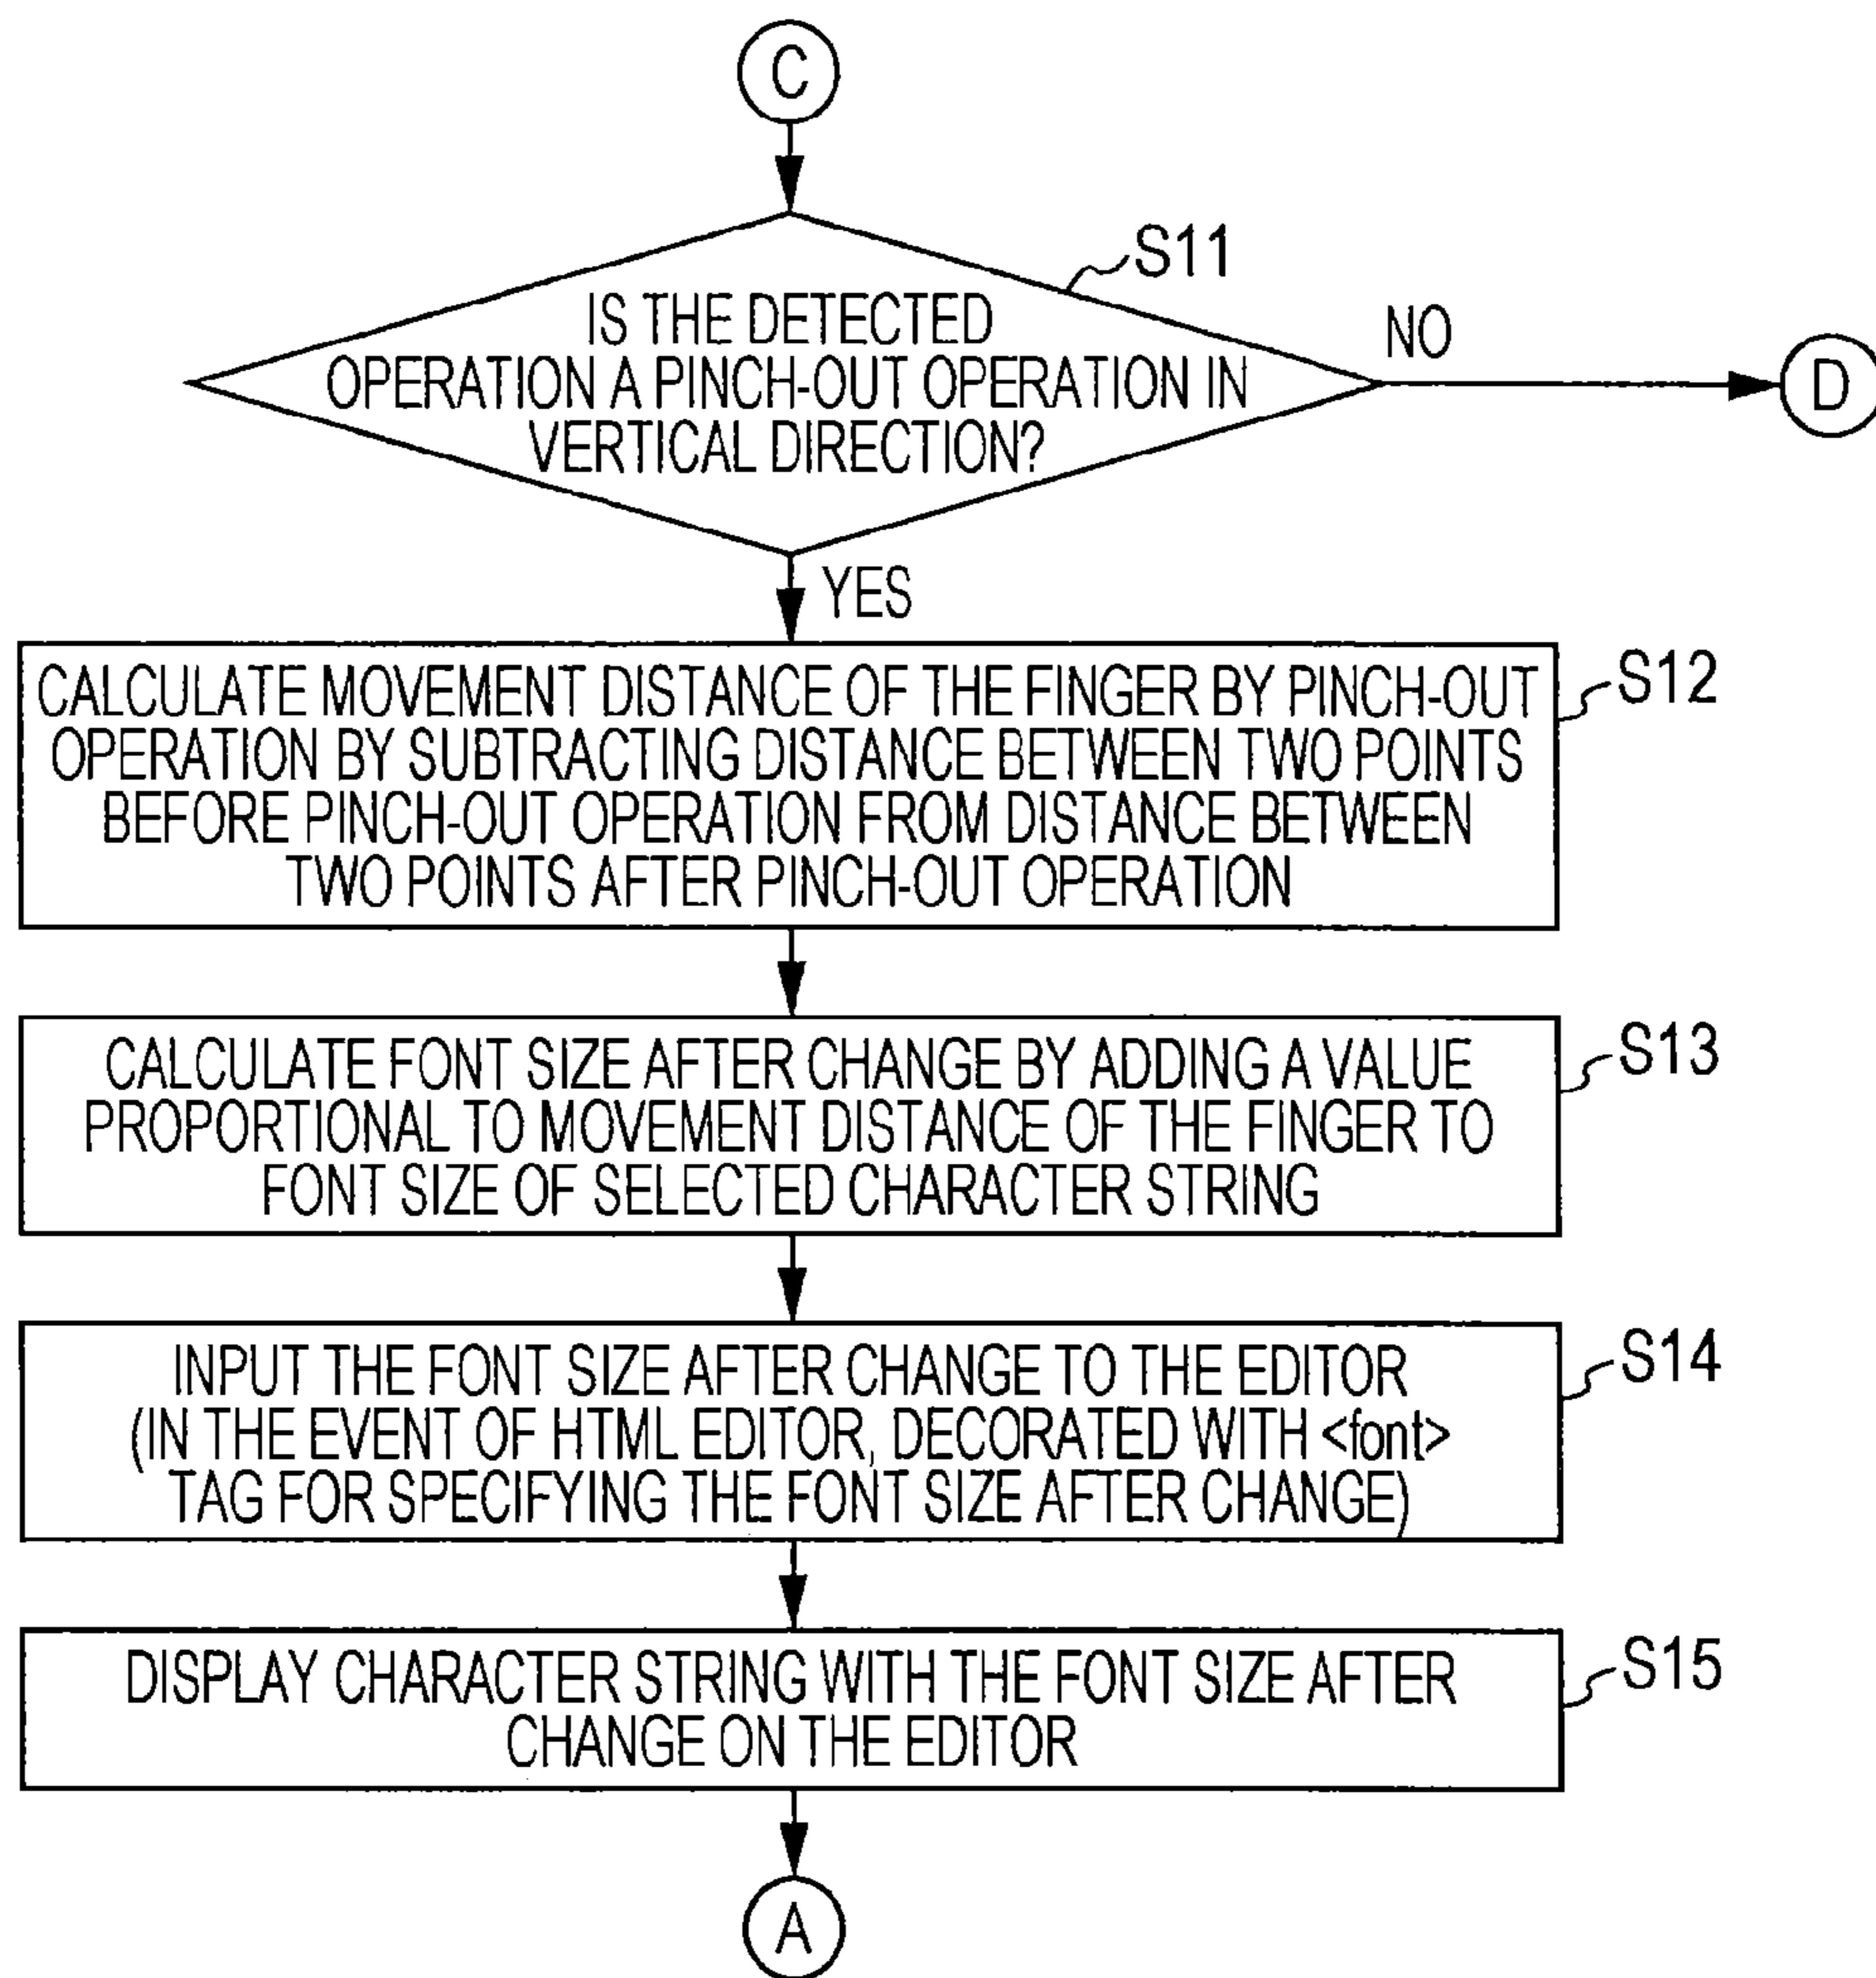 C
S11
IS THE DETECTED
OPERATION A PINCH-OUT OPERATION IN
VERTICAL DIRECTION?
NO
D
YES
S12
CALCULATE MOVEMENT DISTANCE OF THE FINGER BY PINCH-OUT
OPERATION BY SUBTRACTING DISTANCE BETWEEN TWO POINTS
BEFORE PINCH-OUT OPERATION FROM DISTANCE BETWEEN
TWO POINTS AFTER PINCH-OUT OPERATION
S13
CALCULATE FONT SIZE AFTER CHANGE BY ADDING A VALUE
PROPORTIONAL TO MOVEMENT DISTANCE OF THE FINGER TO
FONT SIZE OF SELECTED CHARACTER STRING
S14
INPUT THE FONT SIZE AFTER CHANGE TO THE EDITOR
(IN THE EVENT OF HTML EDITOR, DECORATED WITH <font>
TAG FOR SPECIFYING THE FONT SIZE AFTER CHANGE)
S15
DISPLAY CHARACTER STRING WITH THE FONT SIZE AFTER
CHANGE ON THE EDITOR
A